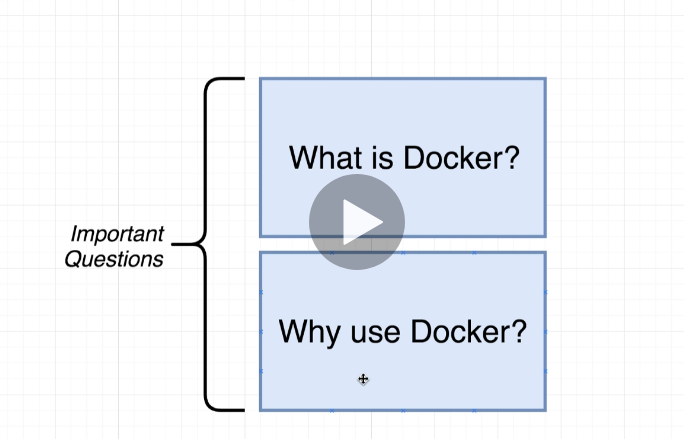 What is Docker?
Important
Questions
Why use Docker?